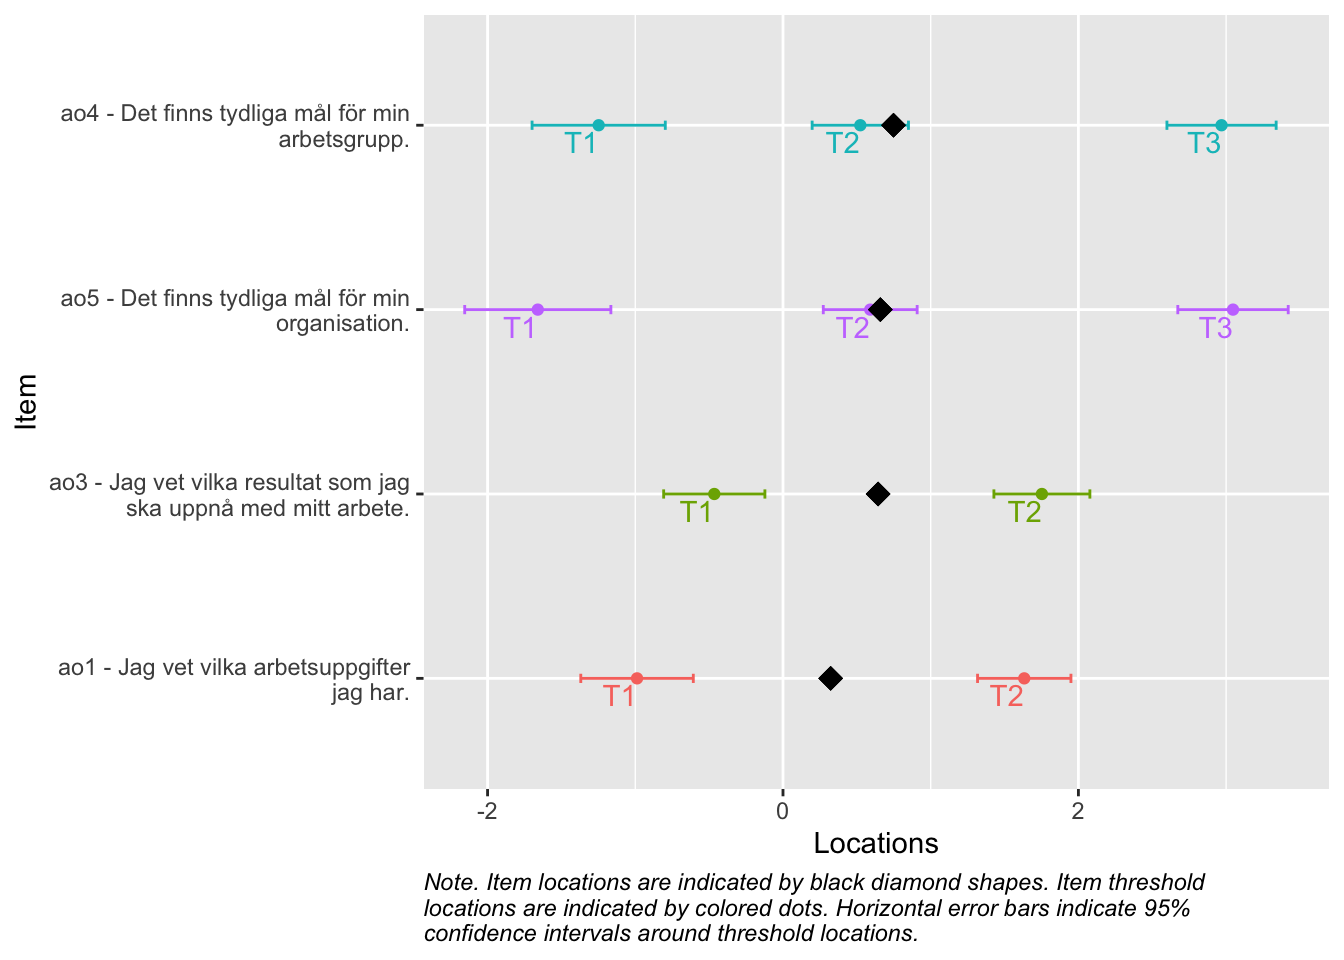 ao4 - Det finns tydliga mål för min
arbetsgrupp.
T1
T2
T3
ao5 - Det finns tydliga mål för min
organisation.
T1
T2
T3
Item
ao3 - Jag vet vilka resultat som jag
ska uppnå med mitt arbete.
T1
T2
ao1 - Jag vet vilka arbetsuppgifter
jag har.
T1
T2
-2
0
2
Locations
Note. Item locations are indicated by black diamond shapes. Item threshold
locations are indicated by colored dots. Horizontal error bars indicate 95%
confidence intervals around threshold locations.